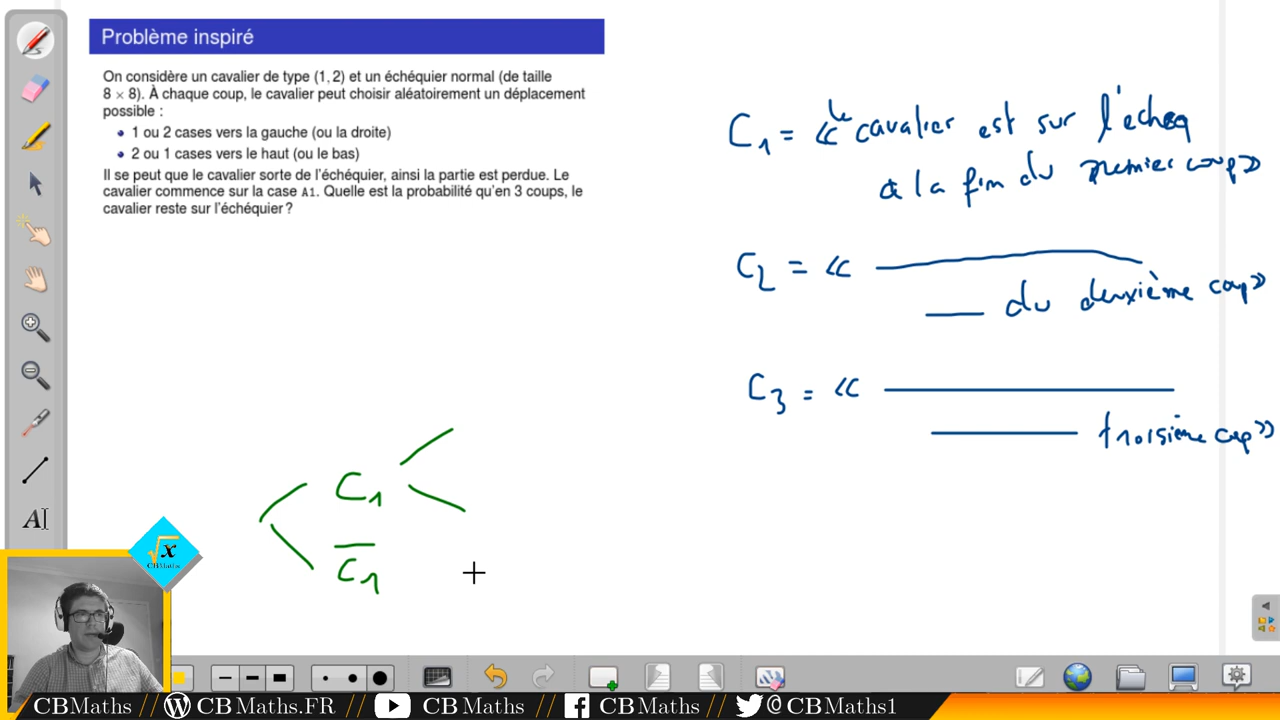 Problème inspiré
On considère un cavalier de type (1, 2) et un échéquier normal (de taille
8 × 8). À chaque coup, le cavalier peut choisir aléatoirement un déplacement
possible :
1 ou 2 cases vers la gauche (ou la droite)
2 ou 1 cases vers le haut (ou le bas)
Il se peut que le cavalier sorte de l'échéquier, ainsi la partie est perdue. Le
cavalier commence sur la case A1. Quelle est la probabilité qu'en 3 coups, le
cavalier reste sur l'échéquier ?
C1 = « le cavalier est sur l'écheq
à la fin du premier coup »
C2 = «
du deuxième coup »
C3 = «
troisième coup »
C1
C̅1
AI
√x
CBMaths
CBMaths
CBMaths.FR
CBMaths
CBMaths
@CBMaths1